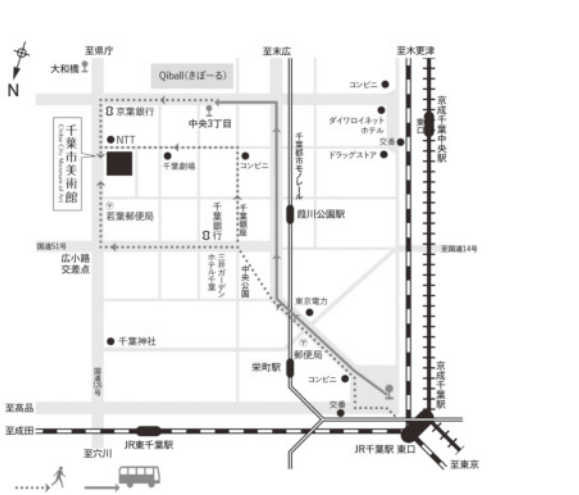 至県庁
至末広
至木更津
大和橋
Qiball(きぼーる)
N
コンビニ
京葉銀行
中央3丁目
ダイワロイネット
ホテル
京成千葉中央駅
東口
交番
NTT
千葉市美術館
Chiba City Museum of Art
千葉劇場
コンビニ
千葉都市モノレール
ドラッグストア
若葉郵便局
千葉銀行
千葉銀座
葭川公園駅
国道51号
至国道14号
広小路
交差点
三井ガーデン
ホテル千葉
中央公園
東京電力
千葉神社
郵便局
栄町駅
コンビニ
京成千葉駅
国道126号
交番
至高品
至成田
JR東千葉駅
JR千葉駅 東口
至穴川
至東京